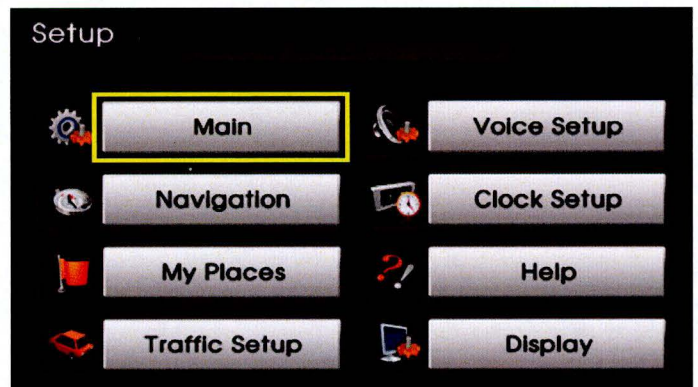 Setup
Main
Voice Setup
Navigation
Clock Setup
My Places
Help
Traffic Setup
Display